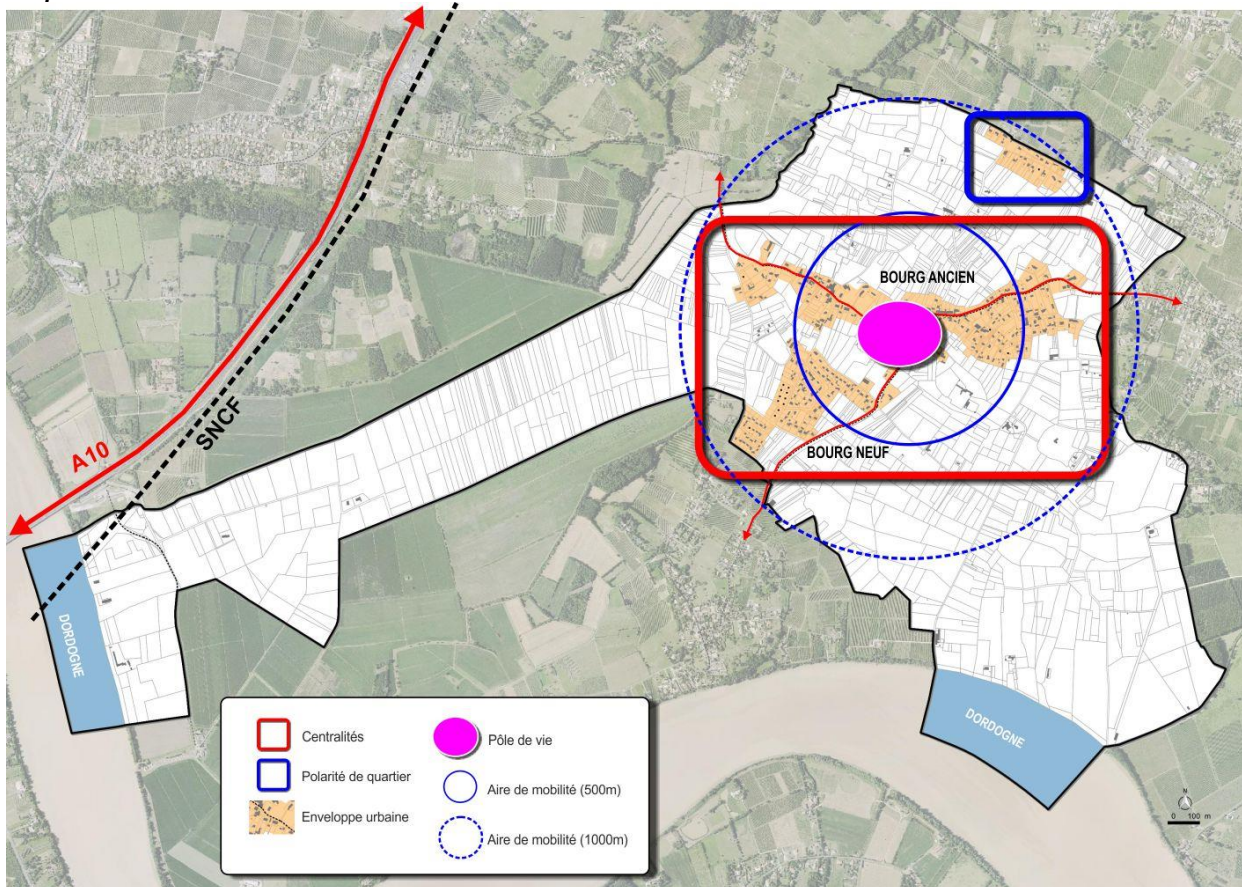 A10
SNCF
BOURG ANCIEN
BOURG NEUF
DORDOGNE
DORDOGNE
Centralités
Polarité de quartier
Enveloppe urbaine
Pôle de vie
Aire de mobilité (500m)
Aire de mobilité (1000m)
N
0 100 m